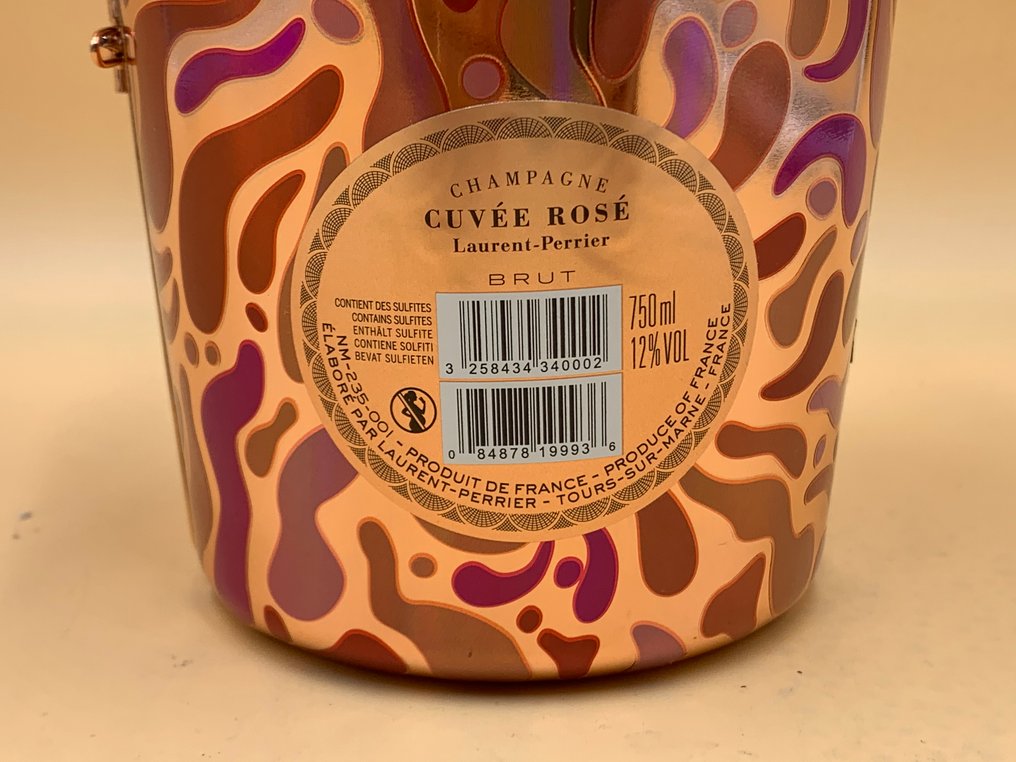 CHAMPAGNE
CUVÉE ROSÉ
Laurent-Perrier
BRUT
CONTIENT DES SULFITES
CONTAINS SULFITES
ENTHÄLT SULFITE
CONTIENE SOLFITI
BEVAT SULFIETEN
750 ml
12% VOL
3 258434 340002
0 84878 19993 6
NM-235-001 - PRODUIT DE FRANCE - PRODUCE OF FRANCE
ÉLABORÉ PAR LAURENT-PERRIER - TOURS-SUR-MARNE - FRANCE